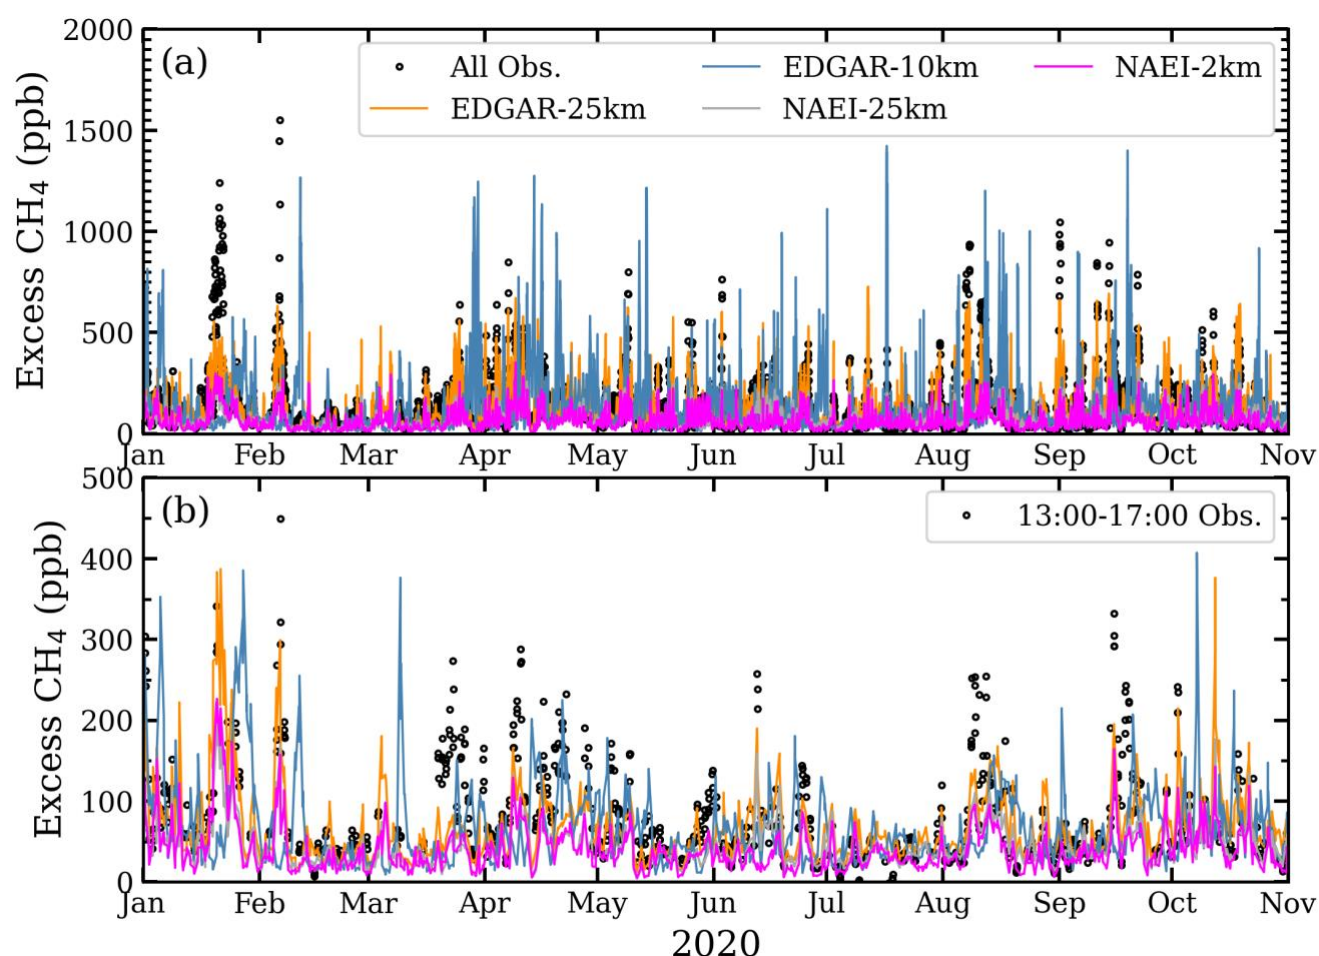 2000
(a)
All Obs.
EDGAR-25km
EDGAR-10km
NAEI-25km
NAEI-2km
1500
1000
500
0
Excess CH₄ (ppb)
Jan Feb Mar Apr May Jun Jul Aug Sep Oct Nov
500
(b)
13:00-17:00 Obs.
400
300
200
100
0
Excess CH₄ (ppb)
Jan Feb Mar Apr May Jun Jul Aug Sep Oct Nov
2020